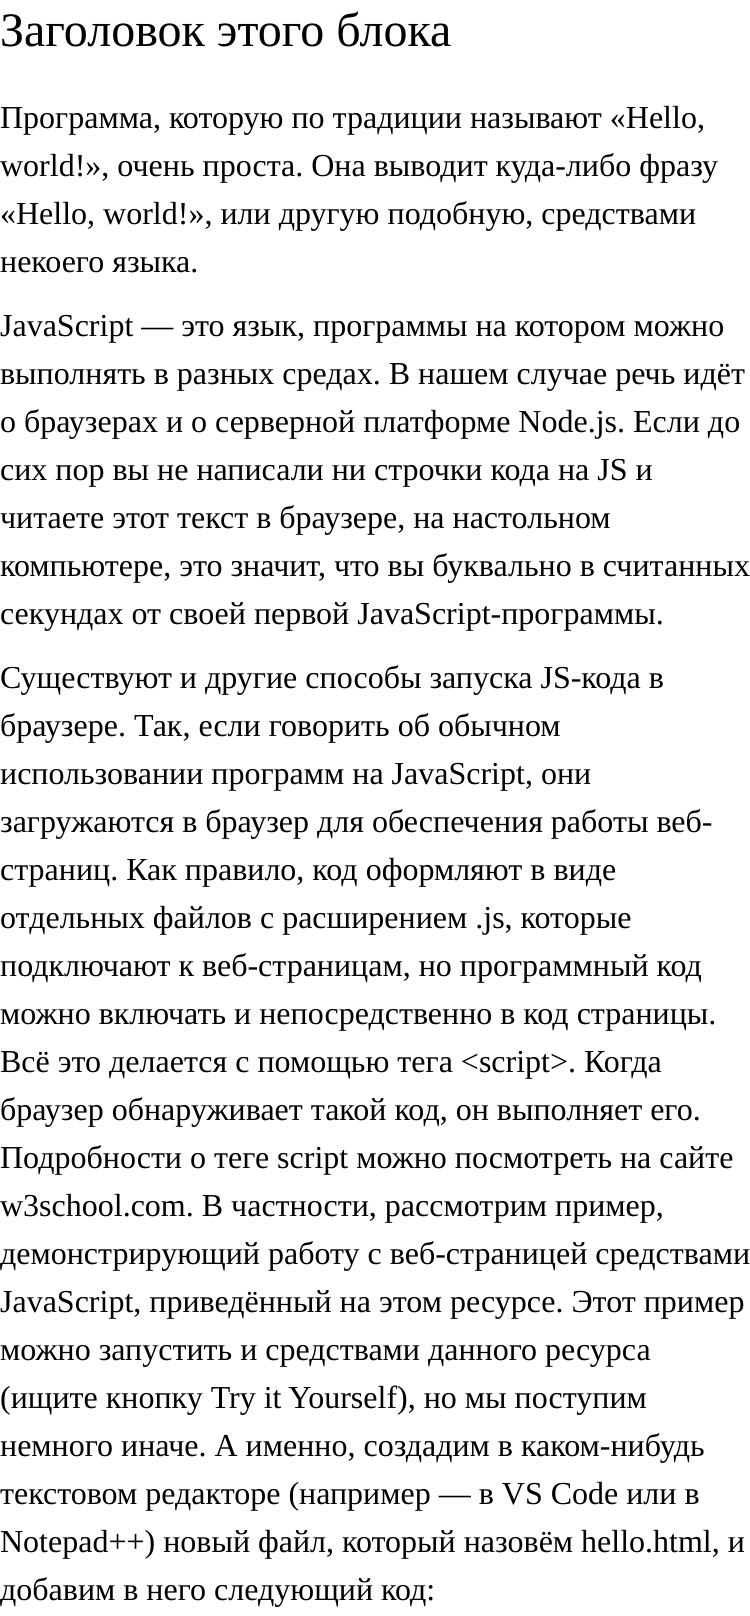 Заголовок этого блока
Программа, которую по традиции называют «Hello,
world!», очень проста. Она выводит куда-либо фразу
«Hello, world!», или другую подобную, средствами
некоего языка.
JavaScript — это язык, программы на котором можно
выполнять в разных средах. В нашем случае речь идёт
о браузерах и о серверной платформе Node.js. Если до
сих пор вы не написали ни строчки кода на JS и
читаете этот текст в браузере, на настольном
компьютере, это значит, что вы буквально в считанных
секундах от своей первой JavaScript-программы.
Существуют и другие способы запуска JS-кода в
браузере. Так, если говорить об обычном
использовании программ на JavaScript, они
загружаются в браузер для обеспечения работы веб-
страниц. Как правило, код оформляют в виде
отдельных файлов с расширением .js, которые
подключают к веб-страницам, но программный код
можно включать и непосредственно в код страницы.
Всё это делается с помощью тега <script>. Когда
браузер обнаруживает такой код, он выполняет его.
Подробности о теге script можно посмотреть на сайте
w3school.com. В частности, рассмотрим пример,
демонстрирующий работу с веб-страницей средствами
JavaScript, приведённый на этом ресурсе. Этот пример
можно запустить и средствами данного ресурса
(ищите кнопку Try it Yourself), но мы поступим
немного иначе. А именно, создадим в каком-нибудь
текстовом редакторе (например — в VS Code или в
Notepad++) новый файл, который назовём hello.html, и
добавим в него следующий код: